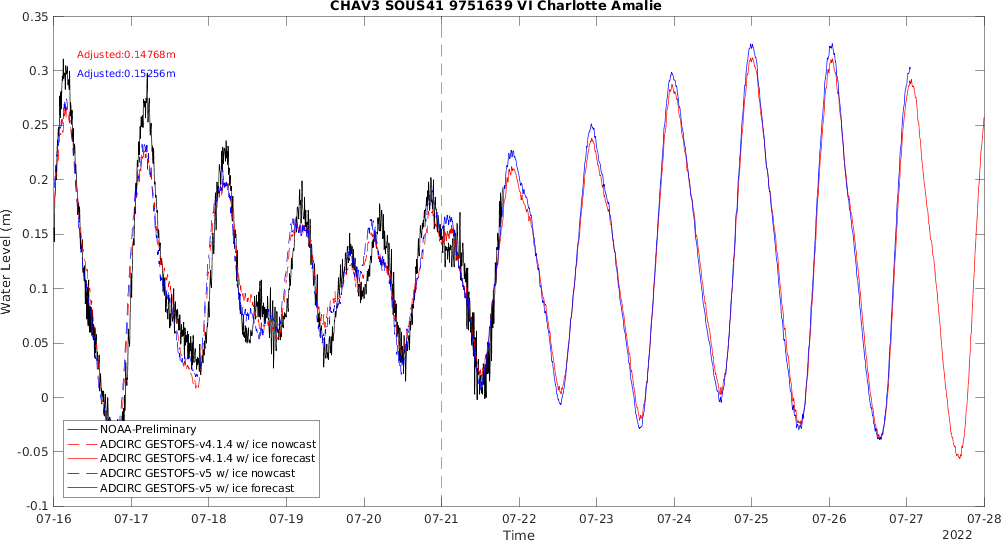 CHAV3 SOUS41 9751639 VI Charlotte Amalie
0.35
0.3
0.25
0.2
0.15
0.1
0.05
0
-0.05
-0.1
Water Level (m)
Adjusted:0.14768m
Adjusted:0.15256m
NOAA-Preliminary
ADCIRC GESTOFS-v4.1.4 w/ ice nowcast
ADCIRC GESTOFS-v4.1.4 w/ ice forecast
ADCIRC GESTOFS-v5 w/ ice nowcast
ADCIRC GESTOFS-v5 w/ ice forecast
07-16 07-17 07-18 07-19 07-20 07-21 07-22 07-23 07-24 07-25 07-26 07-27 07-28
Time
2022